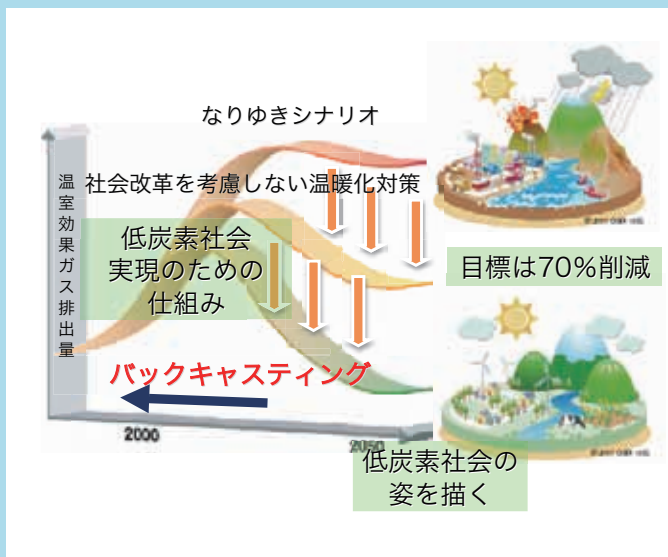 なりゆきシナリオ
社会改革を考慮しない温暖化対策
温室効果ガス排出量
低炭素社会
実現のための
仕組み
目標は70%削減
バックキャスティング
2000
2050
低炭素社会の
姿を描く